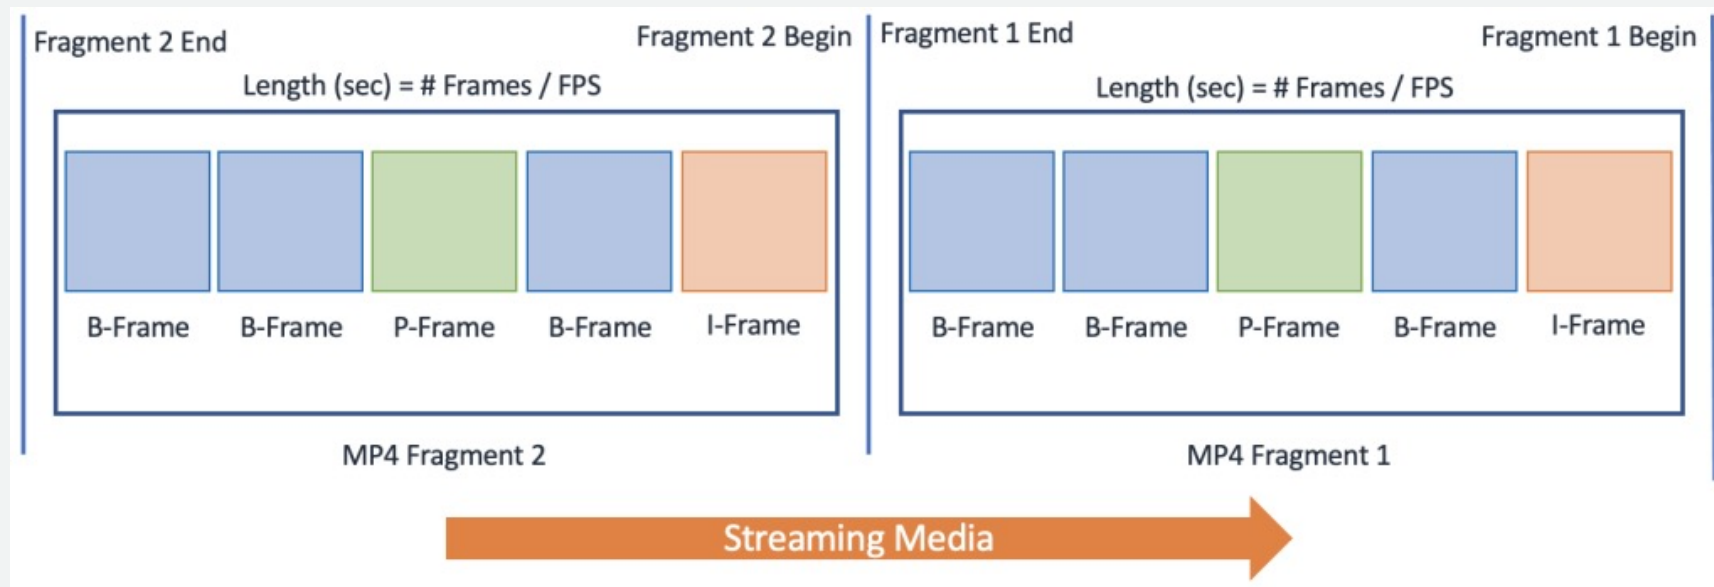 Fragment 2 End
Fragment 2 Begin
Length (sec) = # Frames / FPS
B-Frame
B-Frame
P-Frame
B-Frame
I-Frame
MP4 Fragment 2
Fragment 1 End
Fragment 1 Begin
Length (sec) = # Frames / FPS
B-Frame
B-Frame
P-Frame
B-Frame
I-Frame
MP4 Fragment 1
Streaming Media